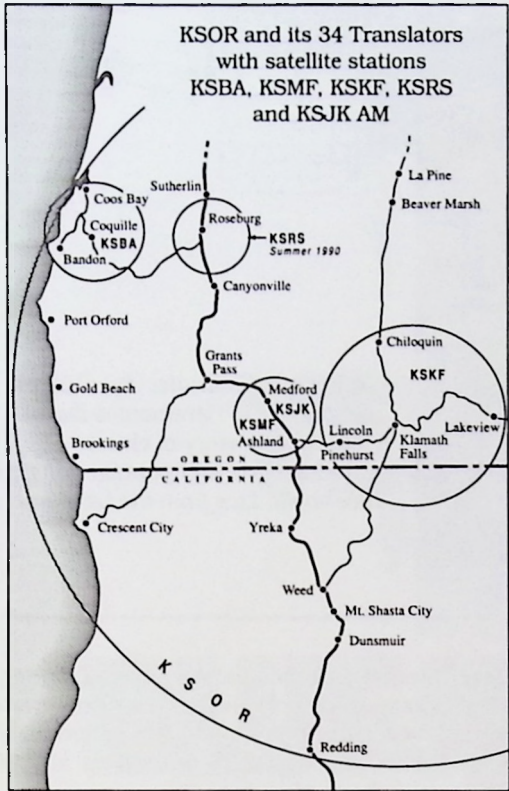 KSOR and its 34 Translators
with satellite stations
KSBA, KSMF, KSKF, KSRS
and KSJK AM
La Pine
Sutherlin
Beaver Marsh
Coos Bay
Roseburg
Coquille
KSBA
KSRS
Summer 1990
Bandon
Canyonville
Port Orford
Chiloquin
Grants
Pass
KSKF
Gold Beach
Medford
KSJK
KSMF
Lakeview
Ashland
Lincoln
Pinehurst
Klamath
Falls
Brookings
OREGON
CALIFORNIA
Crescent City
Yreka
Weed
Mt. Shasta City
Dunsmuir
KSOR
Redding